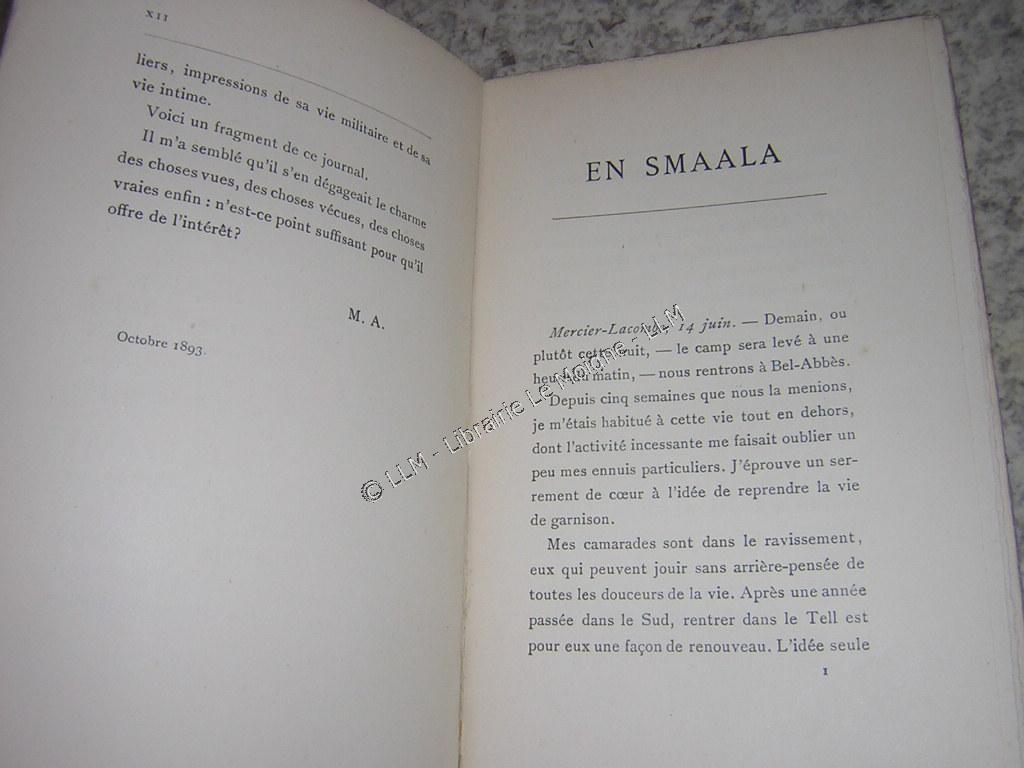 XII
liers, impressions de sa vie militaire et de sa
vie intime.
Voici un fragment de ce journal.
Il m'a semblé qu'il s'en dégageait le charme
des choses vues, des choses vécues, des choses
vraies enfin : n'est-ce point suffisant pour qu'il
offre de l'intérêt?
M. A.
Octobre 1893.
EN SMAALA
Mercier-Lacombe, 14 juin. — Demain, ou
plutôt cette nuit, — le camp sera levé à une
heure du matin, — nous rentrons à Bel-Abbès.
Depuis cinq semaines que nous la menions,
je m'étais habitué à cette vie tout en dehors,
dont l'activité incessante me faisait oublier un
peu mes ennuis particuliers. J'éprouve un ser-
rement de cœur à l'idée de reprendre la vie
de garnison.
Mes camarades sont dans le ravissement,
eux qui peuvent jouir sans arrière-pensée de
toutes les douceurs de la vie. Après une année
passée dans le Sud, rentrer dans le Tell est
pour eux une façon de renouveau. L'idée seule
1
© LLM - Librairie Le Moigne - LLM